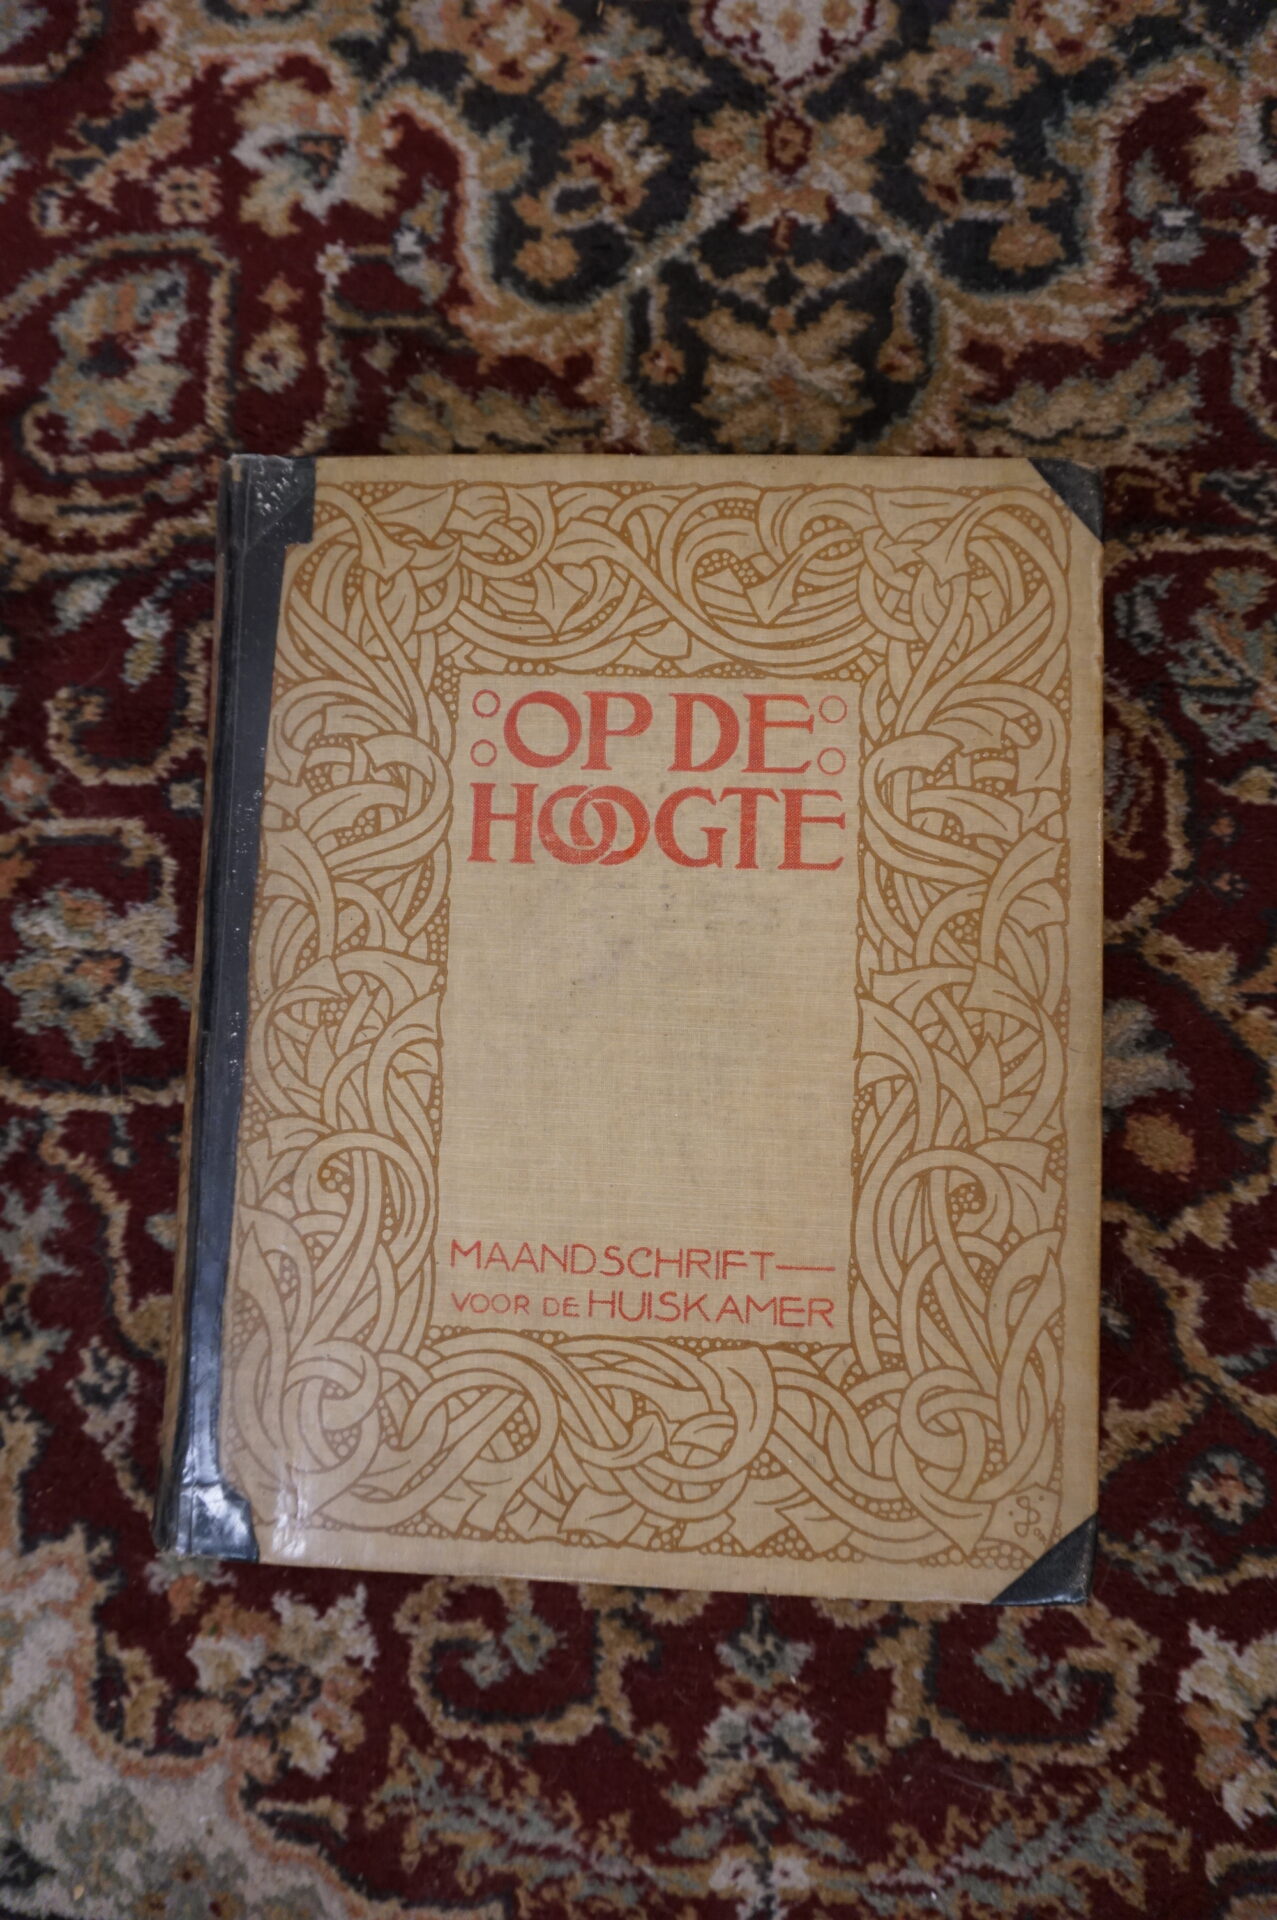 OP DE
HOOGTE
MAANDSCHRIFT—
VOOR DE HUISKAMER